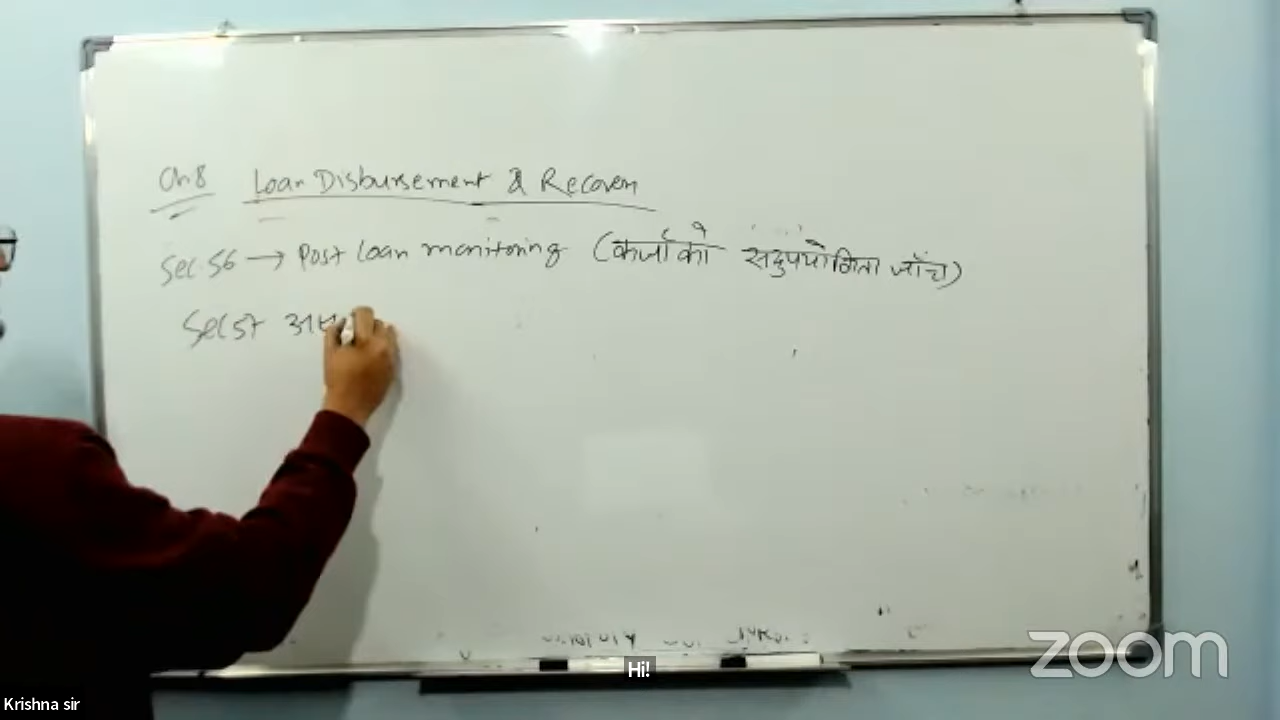 Ch 8 Loan Disbursement & Recovery
Sec. 56 → Post Loan monitoring (कर्जाको सदुपयोगिता जाँच)
Sec 57
Hi!
zoom
Krishna sir